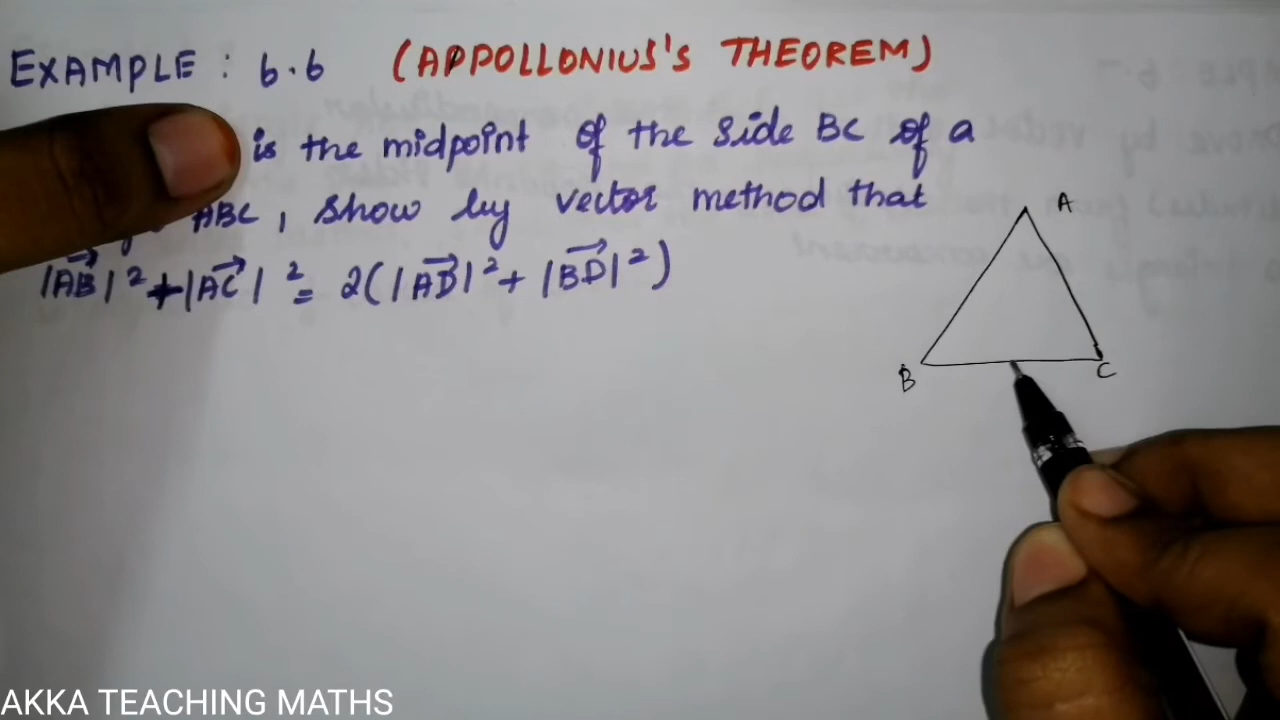 EXAMPLE : 6.6 (APPOLLONIUS'S THEOREM)
is the midpoint of the side BC of a
ABC, show by vector method that
|AB|² + |AC|² = 2(|AD|² + |BD|²)
A
B
C
AKKA TEACHING MATHS